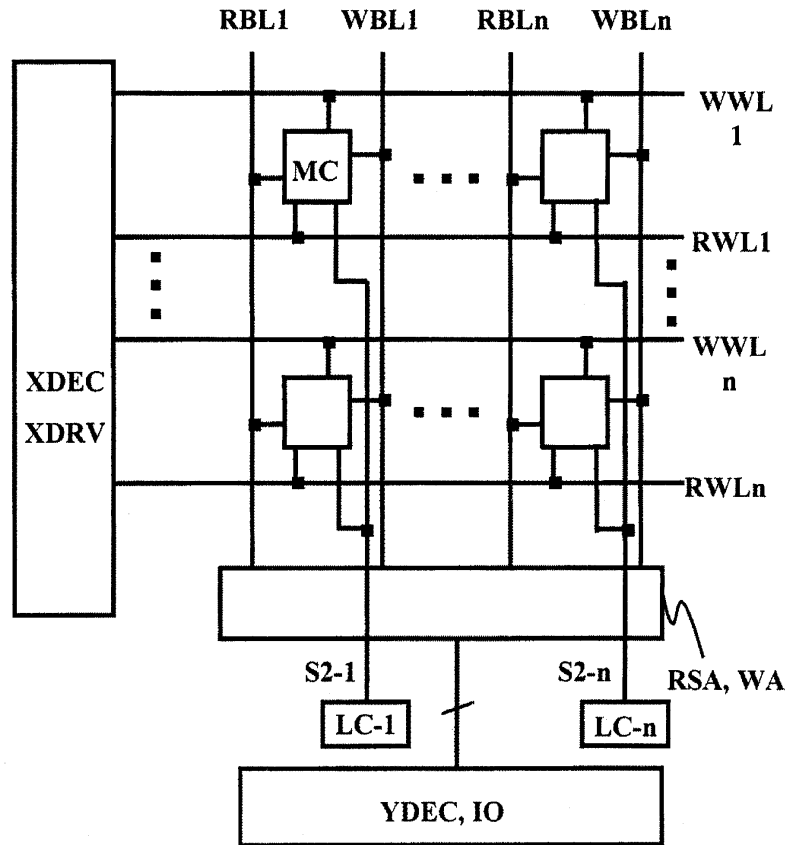 RBL1 WBL1 RBLn WBLn
WWL
1
MC
RWL1
WWL
n
XDEC
XDRV
RWLn
S2-1 S2-n
RSA, WA
LC-1 LC-n
YDEC, IO